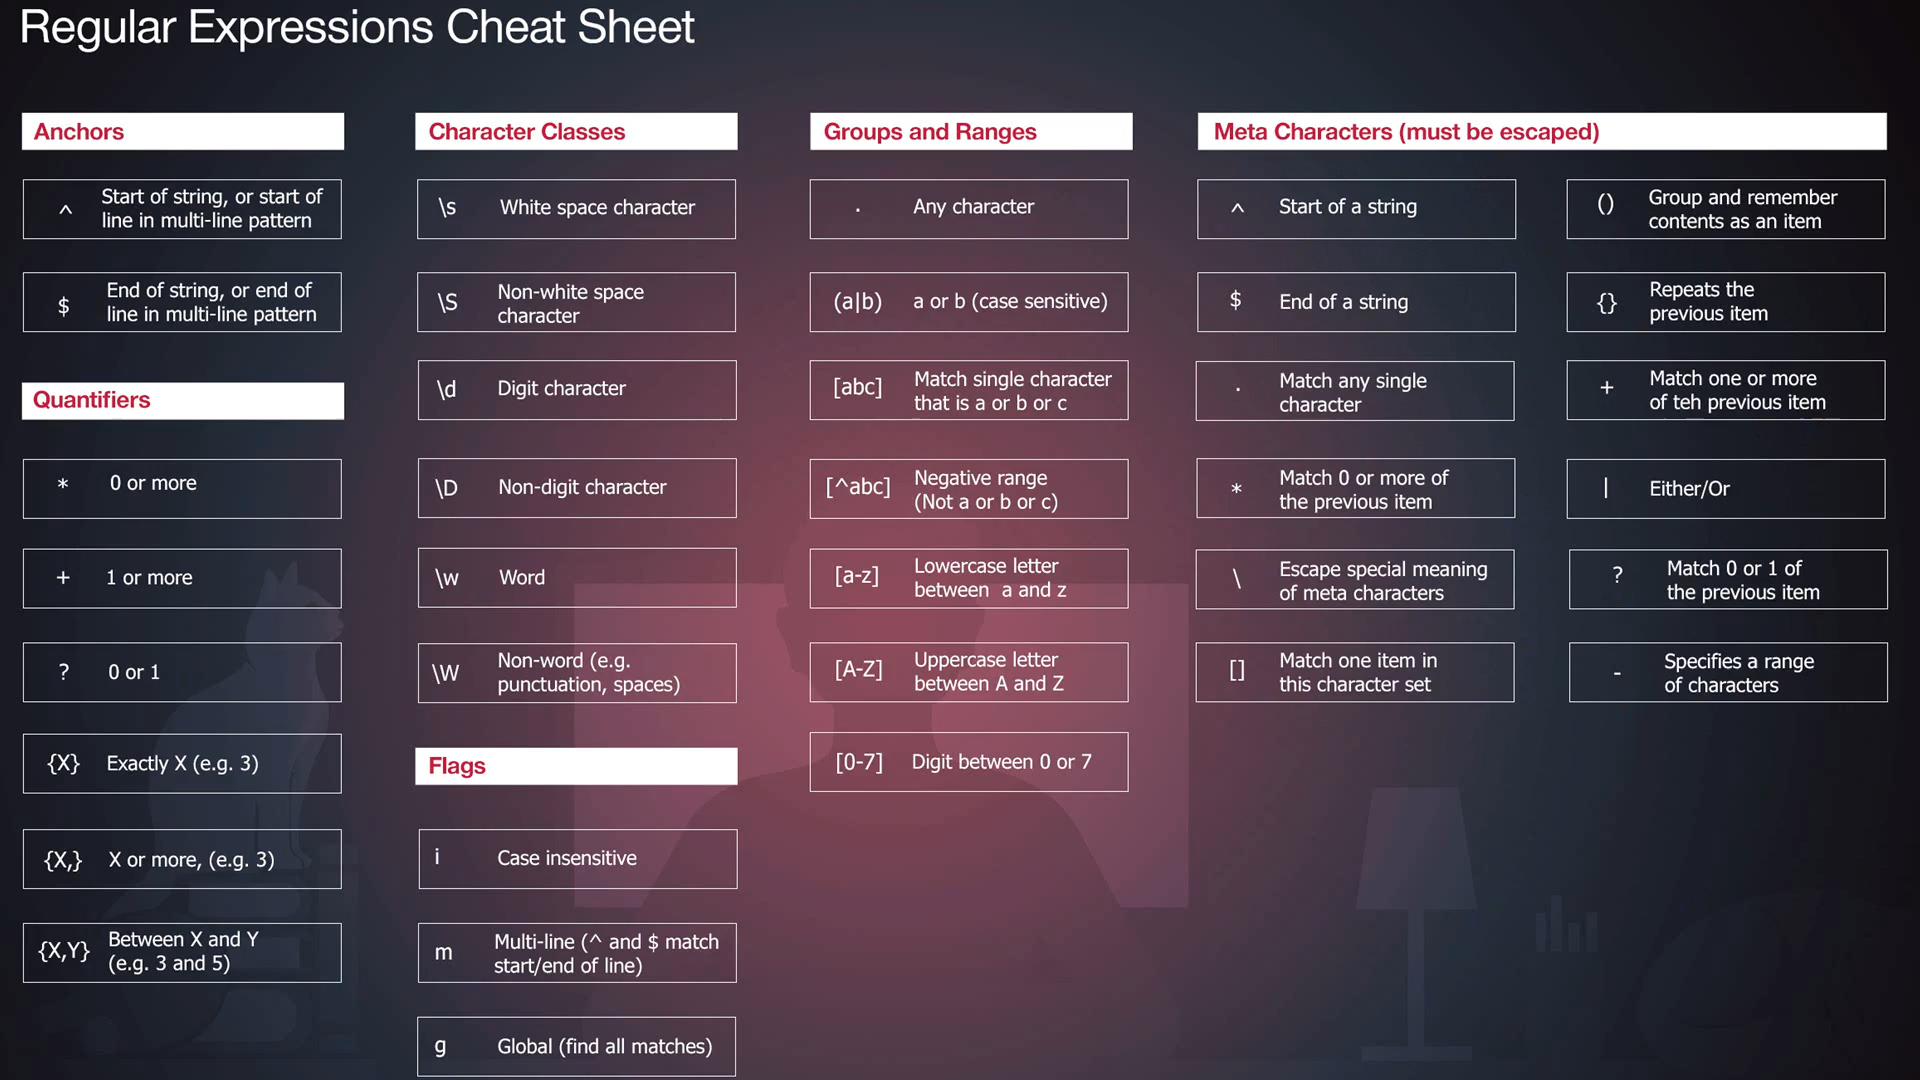 Regular Expressions Cheat Sheet
Anchors
^ Start of string, or start of
line in multi-line pattern
$ End of string, or end of
line in multi-line pattern
Quantifiers
* 0 or more
+ 1 or more
? 0 or 1
{X} Exactly X (e.g. 3)
{X,} X or more, (e.g. 3)
{X,Y} Between X and Y
(e.g. 3 and 5)
Character Classes
\s White space character
\S Non-white space
character
\d Digit character
\D Non-digit character
\w Word
\W Non-word (e.g.
punctuation, spaces)
Flags
i Case insensitive
m Multi-line (^ and $ match
start/end of line)
g Global (find all matches)
Groups and Ranges
. Any character
(a|b) a or b (case sensitive)
[abc] Match single character
that is a or b or c
[^abc] Negative range
(Not a or b or c)
[a-z] Lowercase letter
between a and z
[A-Z] Uppercase letter
between A and Z
[0-7] Digit between 0 or 7
Meta Characters (must be escaped)
^ Start of a string
$ End of a string
. Match any single
character
* Match 0 or more of
the previous item
\ Escape special meaning
of meta characters
[] Match one item in
this character set
() Group and remember
contents as an item
{} Repeats the
previous item
+ Match one or more
of teh previous item
| Either/Or
? Match 0 or 1 of
the previous item
- Specifies a range
of characters